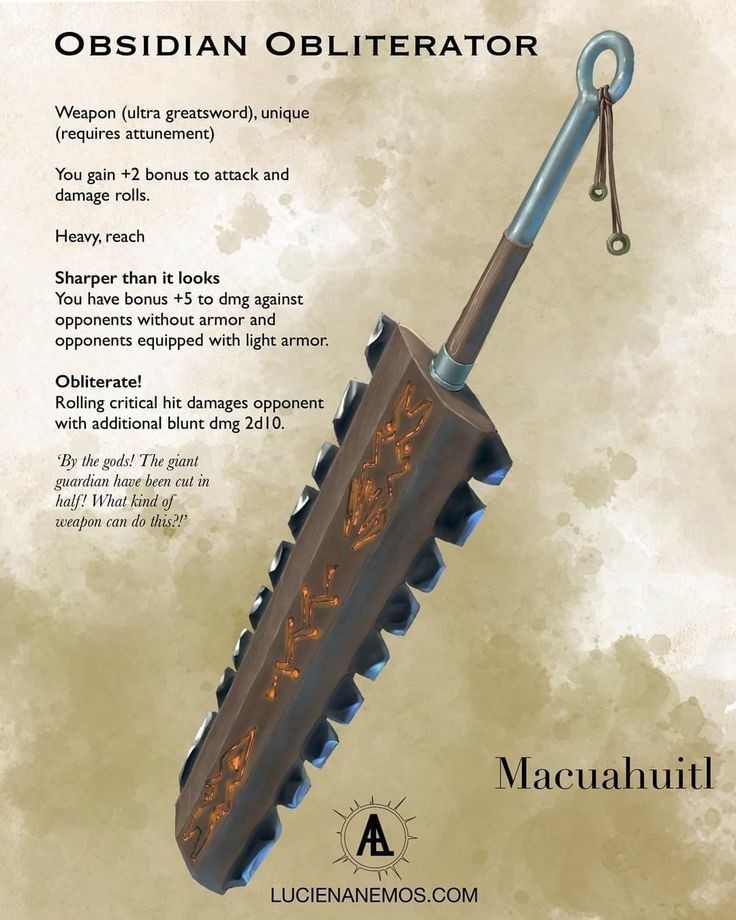 OBSIDIAN OBLITERATOR
Weapon (ultra greatsword), unique
(requires attunement)
You gain +2 bonus to attack and
damage rolls.
Heavy, reach
Sharper than it looks
You have bonus +5 to dmg against
opponents without armor and
opponents equipped with light armor.
Obliterate!
Rolling critical hit damages opponent
with additional blunt dmg 2d10.
‘By the gods! The giant
guardian have been cut in
half! What kind of
weapon can do this?!’
Macuahuitl
AL
LUCIENANEMOS.COM